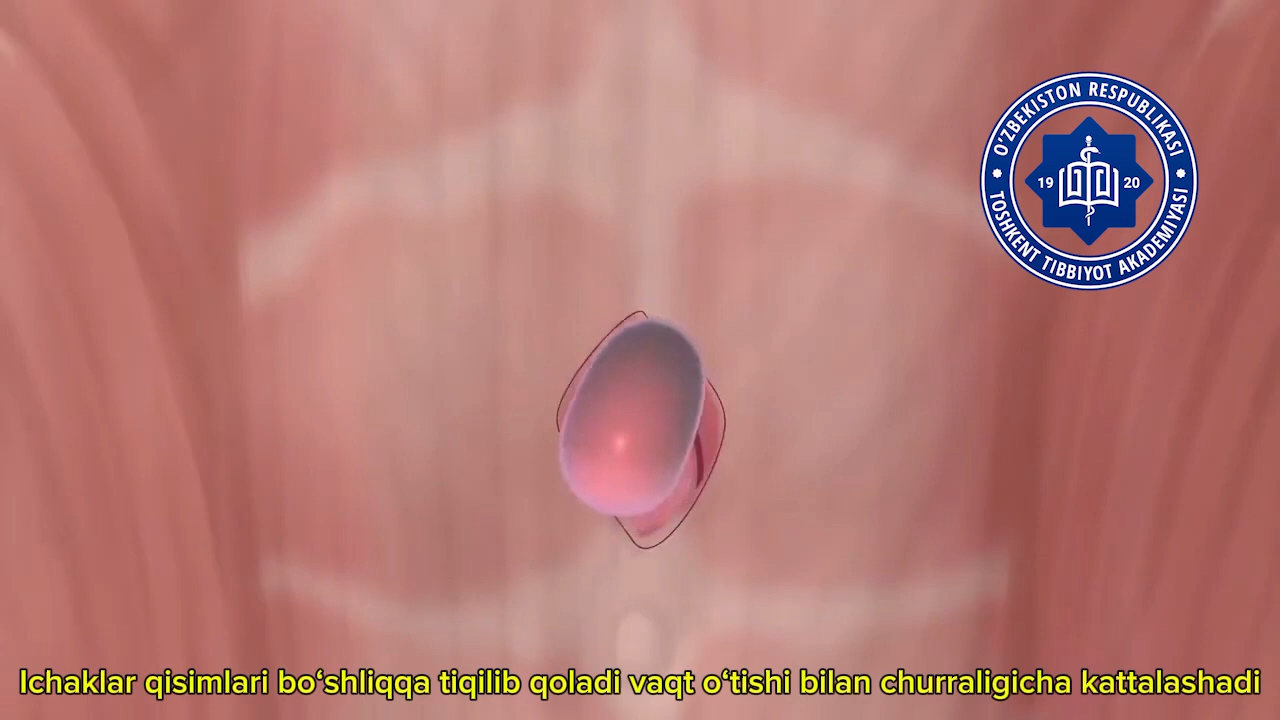 O'ZBEKISTON RESPUBLIKASI
19 20
TOSHKENT TIBBIYOT AKADEMIYASI
Ichaklar qisimlari bo‘shliqqa tiqilib qoladi vaqt o‘tishi bilan churraligicha kattalashadi